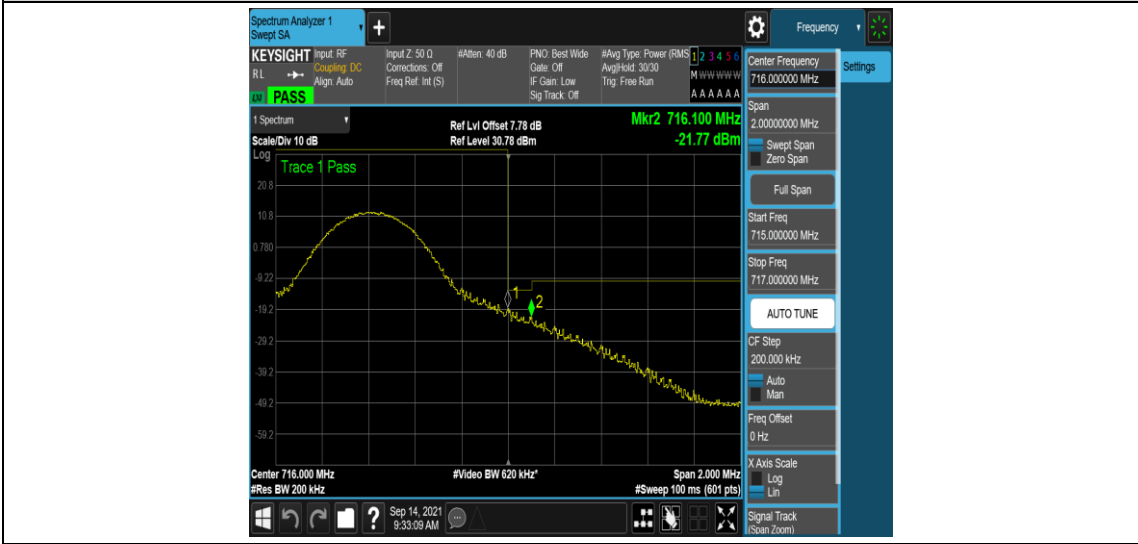 Spectrum Analyzer 1
Swept SA
+
Frequency
KEYSIGHT
RL
PASS
Input: RF
Coupling: DC
Align: Auto
Input Z: 50 Ω
Corrections: Off
Freq Ref: Int (S)
#Atten: 40 dB
PNO: Best Wide
Gate: Off
IF Gain: Low
Sig Track: Off
#Avg Type: Power (RMS
Avg|Hold: 30/30
Trig: Free Run
1 2 3 4 5 6
M W W W W W
A A A A A A
1 Spectrum
Scale/Div 10 dB
Ref Lvl Offset 7.78 dB
Ref Level 30.78 dBm
Mkr2 716.100 MHz
-21.77 dBm
Log
Trace 1 Pass
20.8
10.8
0.780
-9.22
-19.2
-29.2
-39.2
-49.2
-59.2
1
2
Center 716.000 MHz
#Res BW 200 kHz
#Video BW 620 kHz*
Span 2.000 MHz
#Sweep 100 ms (601 pts)
?
Sep 14, 2021
9:33:09 AM
Center Frequency
716.000000 MHz
Settings
Span
2.00000000 MHz
Swept Span
Zero Span
Full Span
Start Freq
715.000000 MHz
Stop Freq
717.000000 MHz
AUTO TUNE
CF Step
200.000 kHz
Auto
Man
Freq Offset
0 Hz
X Axis Scale
Log
Lin
Signal Track
(Span Zoom)